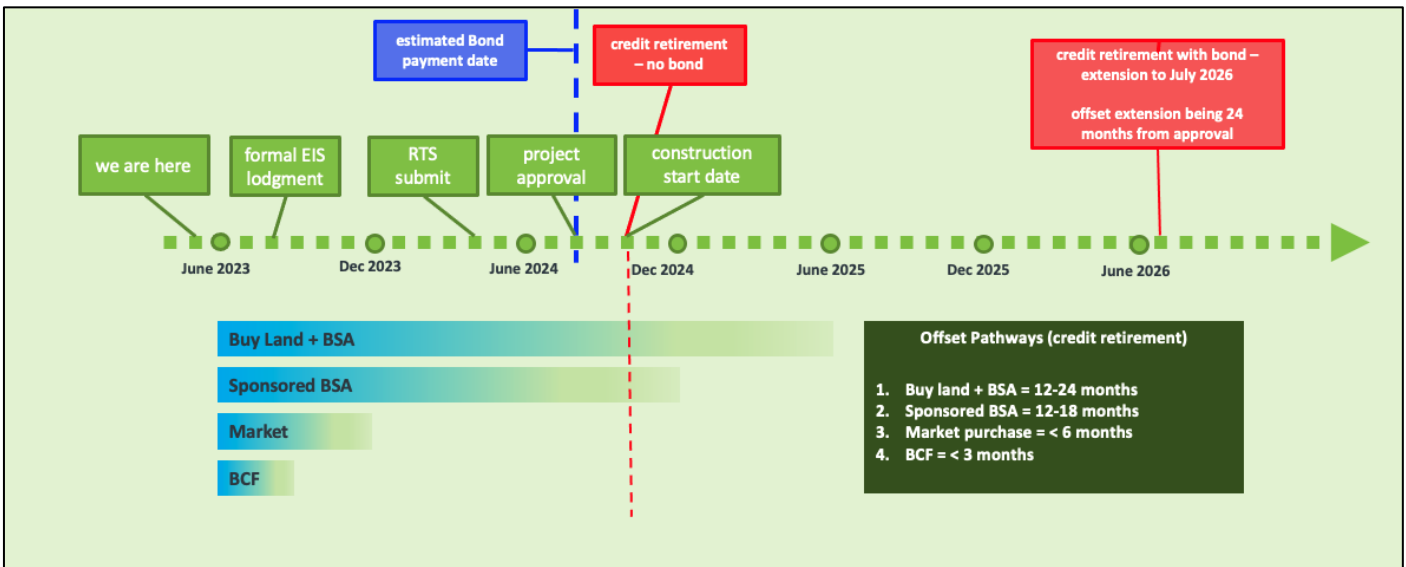 estimated Bond
payment date
credit retirement
– no bond
credit retirement with bond –
extension to July 2026
offset extension being 24
months from approval
we are here
formal EIS
lodgment
RTS
submit
project
approval
construction
start date
June 2023
Dec 2023
June 2024
Dec 2024
June 2025
Dec 2025
June 2026
Buy Land + BSA
Sponsored BSA
Market
BCF
Offset Pathways (credit retirement)
1. Buy land + BSA = 12-24 months
2. Sponsored BSA = 12-18 months
3. Market purchase = < 6 months
4. BCF = < 3 months